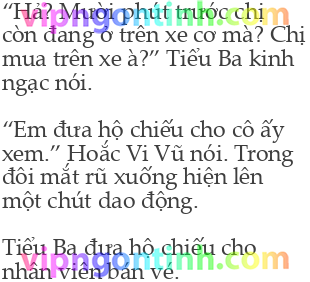 vipngontinh.com
“Hả? Mười phút trước chị
còn đang ở trên xe cơ mà? Chị
mua trên xe à?” Tiểu Ba kinh
ngạc nói.
“Em đưa hộ chiếu cho cô ấy
xem.” Hoắc Vi Vũ nói. Trong
đôi mắt rũ xuống hiện lên
một chút dao động.
Tiểu Ba đưa hộ chiếu cho
nhân viên bán vé.
vipngontinh.com